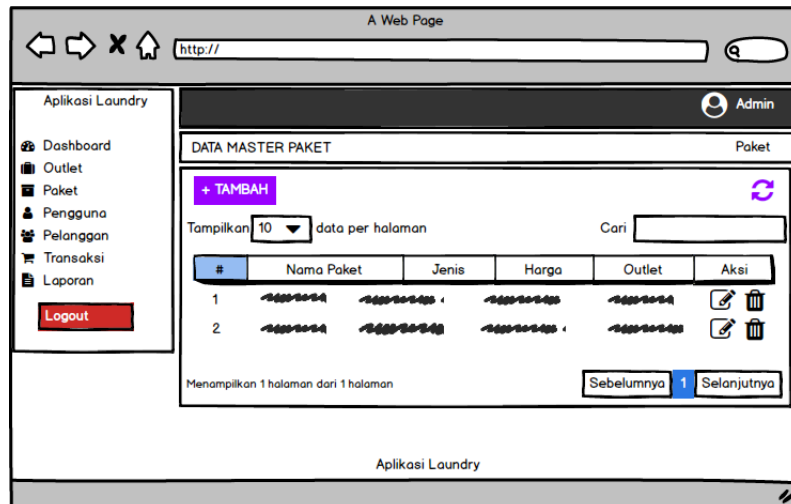 A Web Page
http://
Aplikasi Laundry
Admin
Dashboard
Outlet
Paket
Pengguna
Pelanggan
Transaksi
Laporan
Logout
DATA MASTER PAKET Paket
+ TAMBAH
Tampilkan 10 data per halaman Cari
# Nama Paket Jenis Harga Outlet Aksi
1
2
Menampilkan 1 halaman dari 1 halaman
Sebelumnya 1 Selanjutnya
Aplikasi Laundry